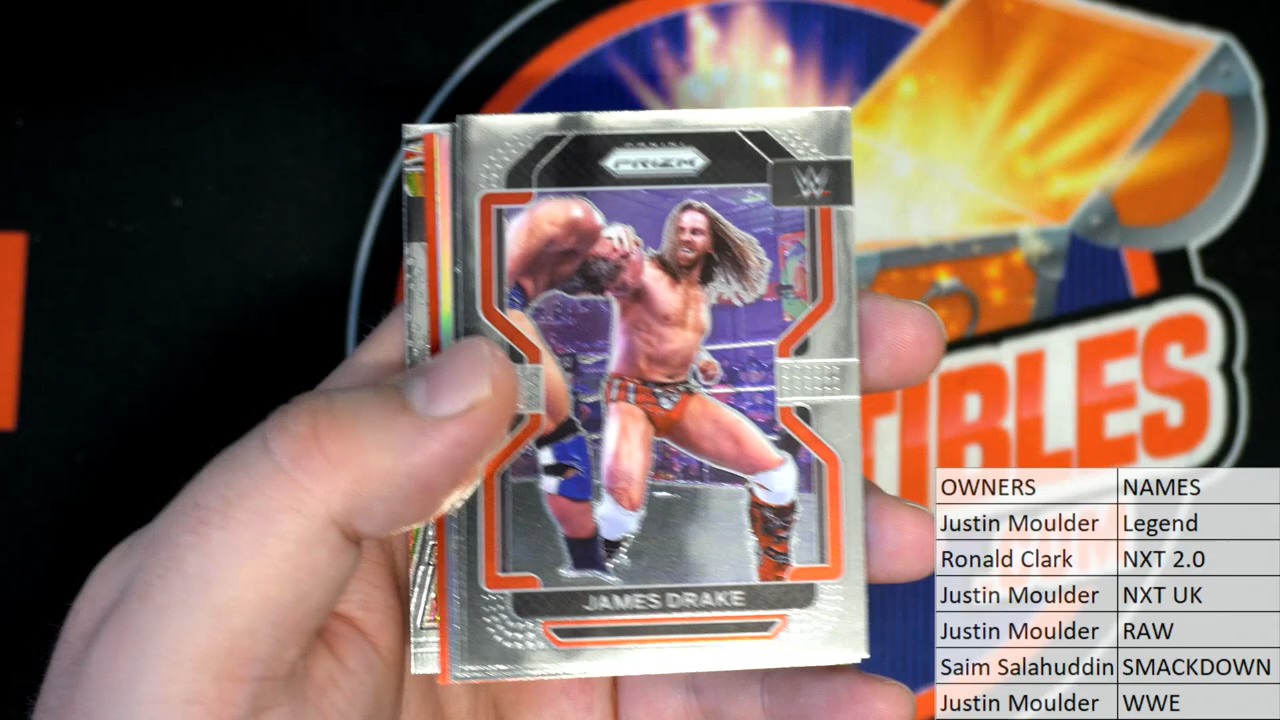 PANINI
PRIZM
W
JAMES DRAKE
TIBLES
OWNERS NAMES
Justin Moulder Legend
Ronald Clark NXT 2.0
Justin Moulder NXT UK
Justin Moulder RAW
Saim Salahuddin SMACKDOWN
Justin Moulder WWE